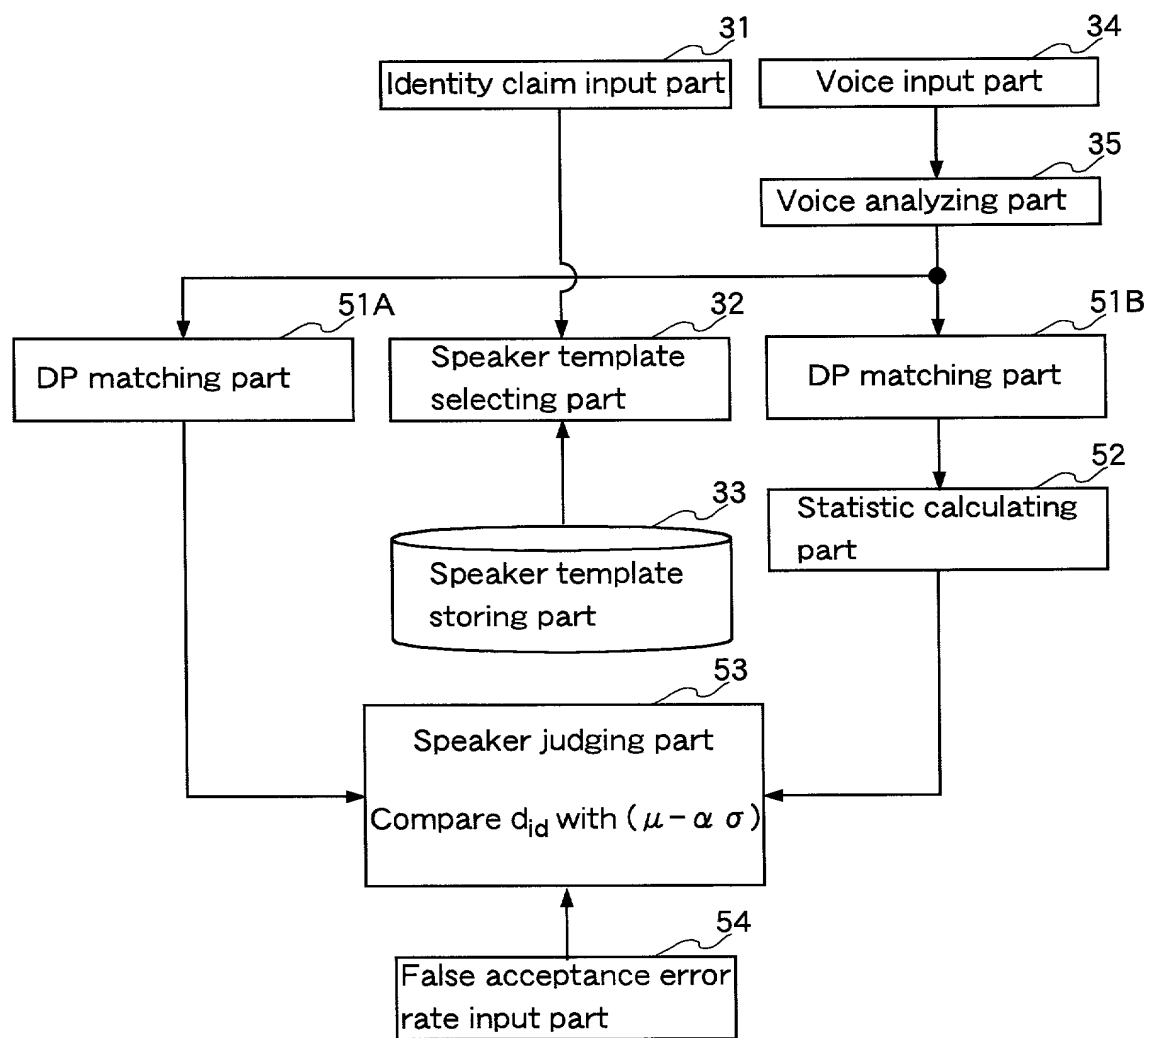 31
Identity claim input part
34
Voice input part
35
Voice analyzing part
51A
DP matching part
32
Speaker template
selecting part
51B
DP matching part
33
Speaker template
storing part
52
Statistic calculating
part
53
Speaker judging part
Compare d_id with (μ-α σ)
54
False acceptance error
rate input part